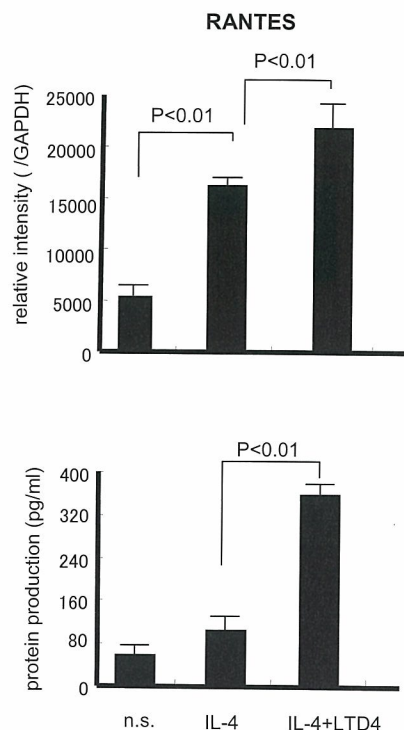 RANTES
P<0.01
P<0.01
relative intensity ( /GAPDH)
25000
20000
15000
10000
5000
0
P<0.01
protein production (pg/ml)
400
320
240
160
80
0
n.s.
IL-4
IL-4+LTD4